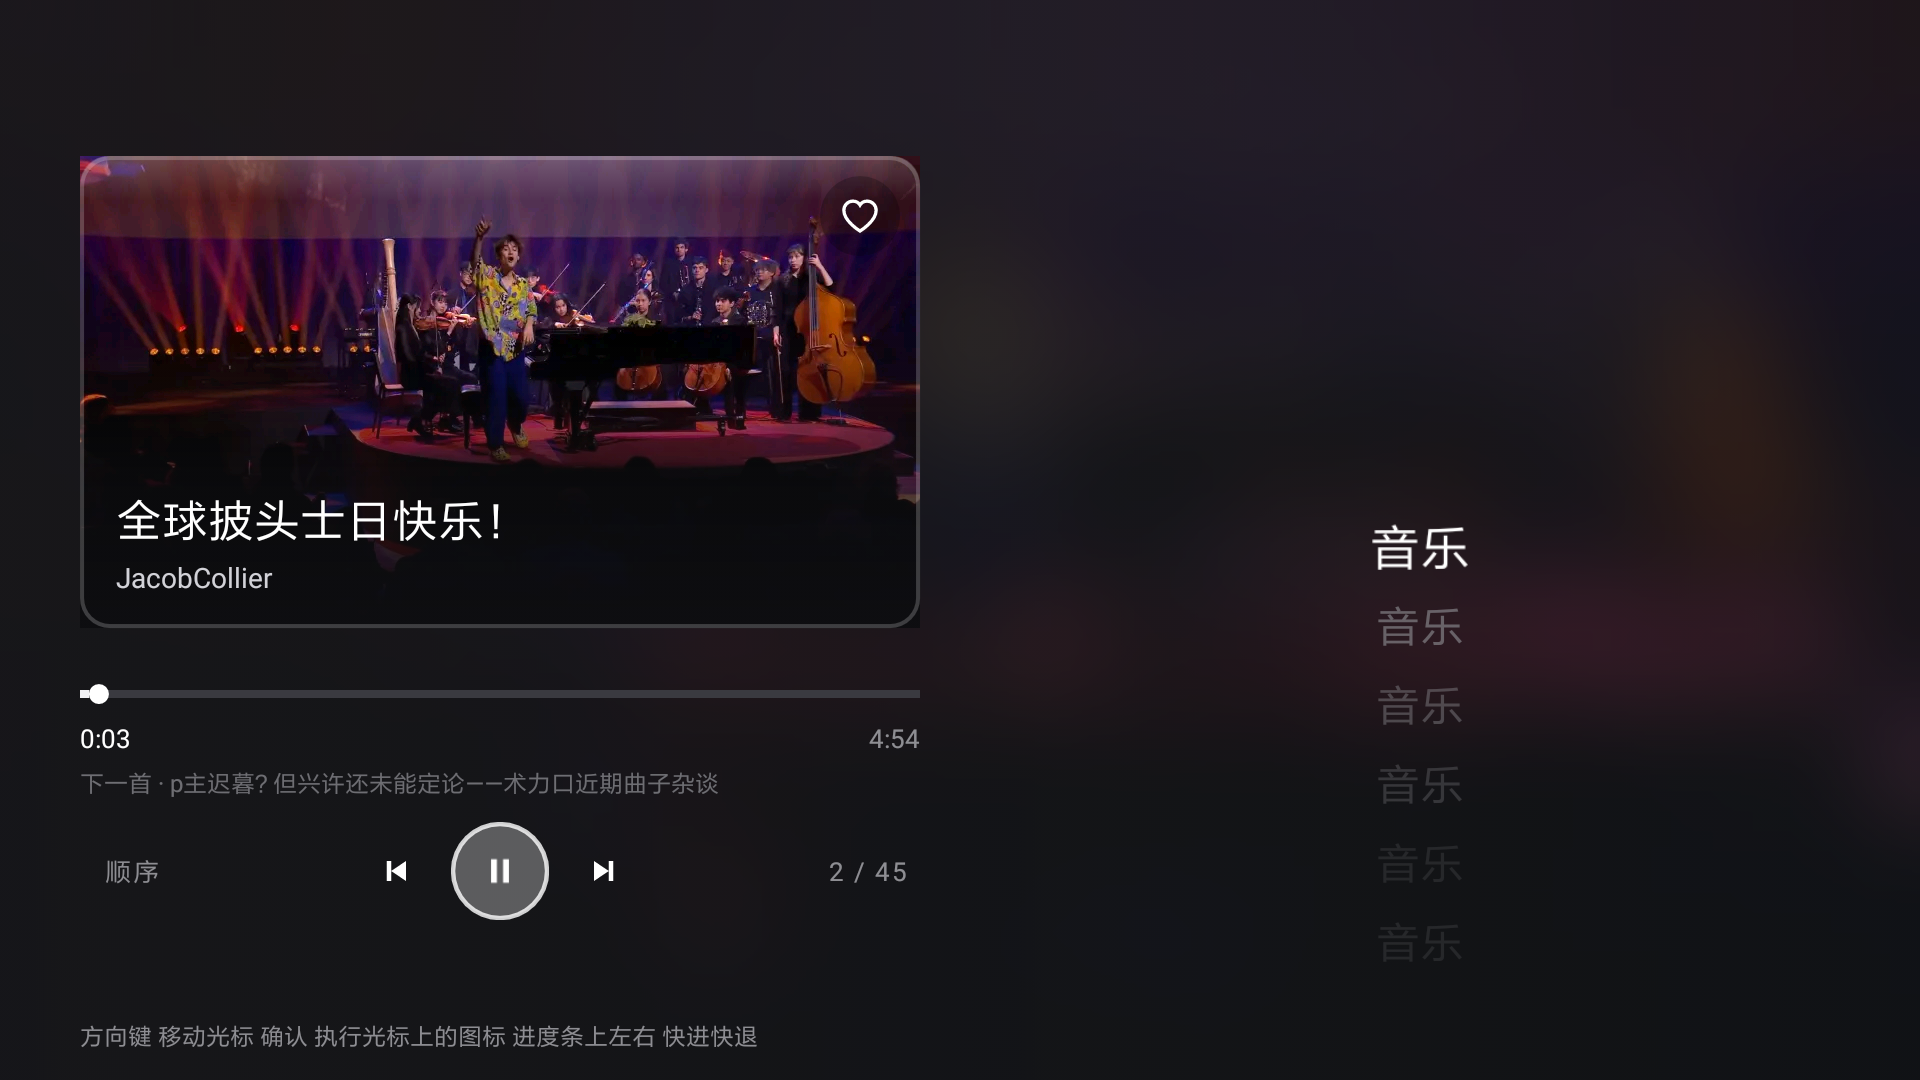 全球披头士日快乐！
JacobCollier
0:03
4:54
下一首 · p主迟暮? 但兴许还未能定论——术力口近期曲子杂谈
顺序
2 / 45
方向键 移动光标 确认 执行光标上的图标 进度条上左右 快进快退
音乐
音乐
音乐
音乐
音乐
音乐